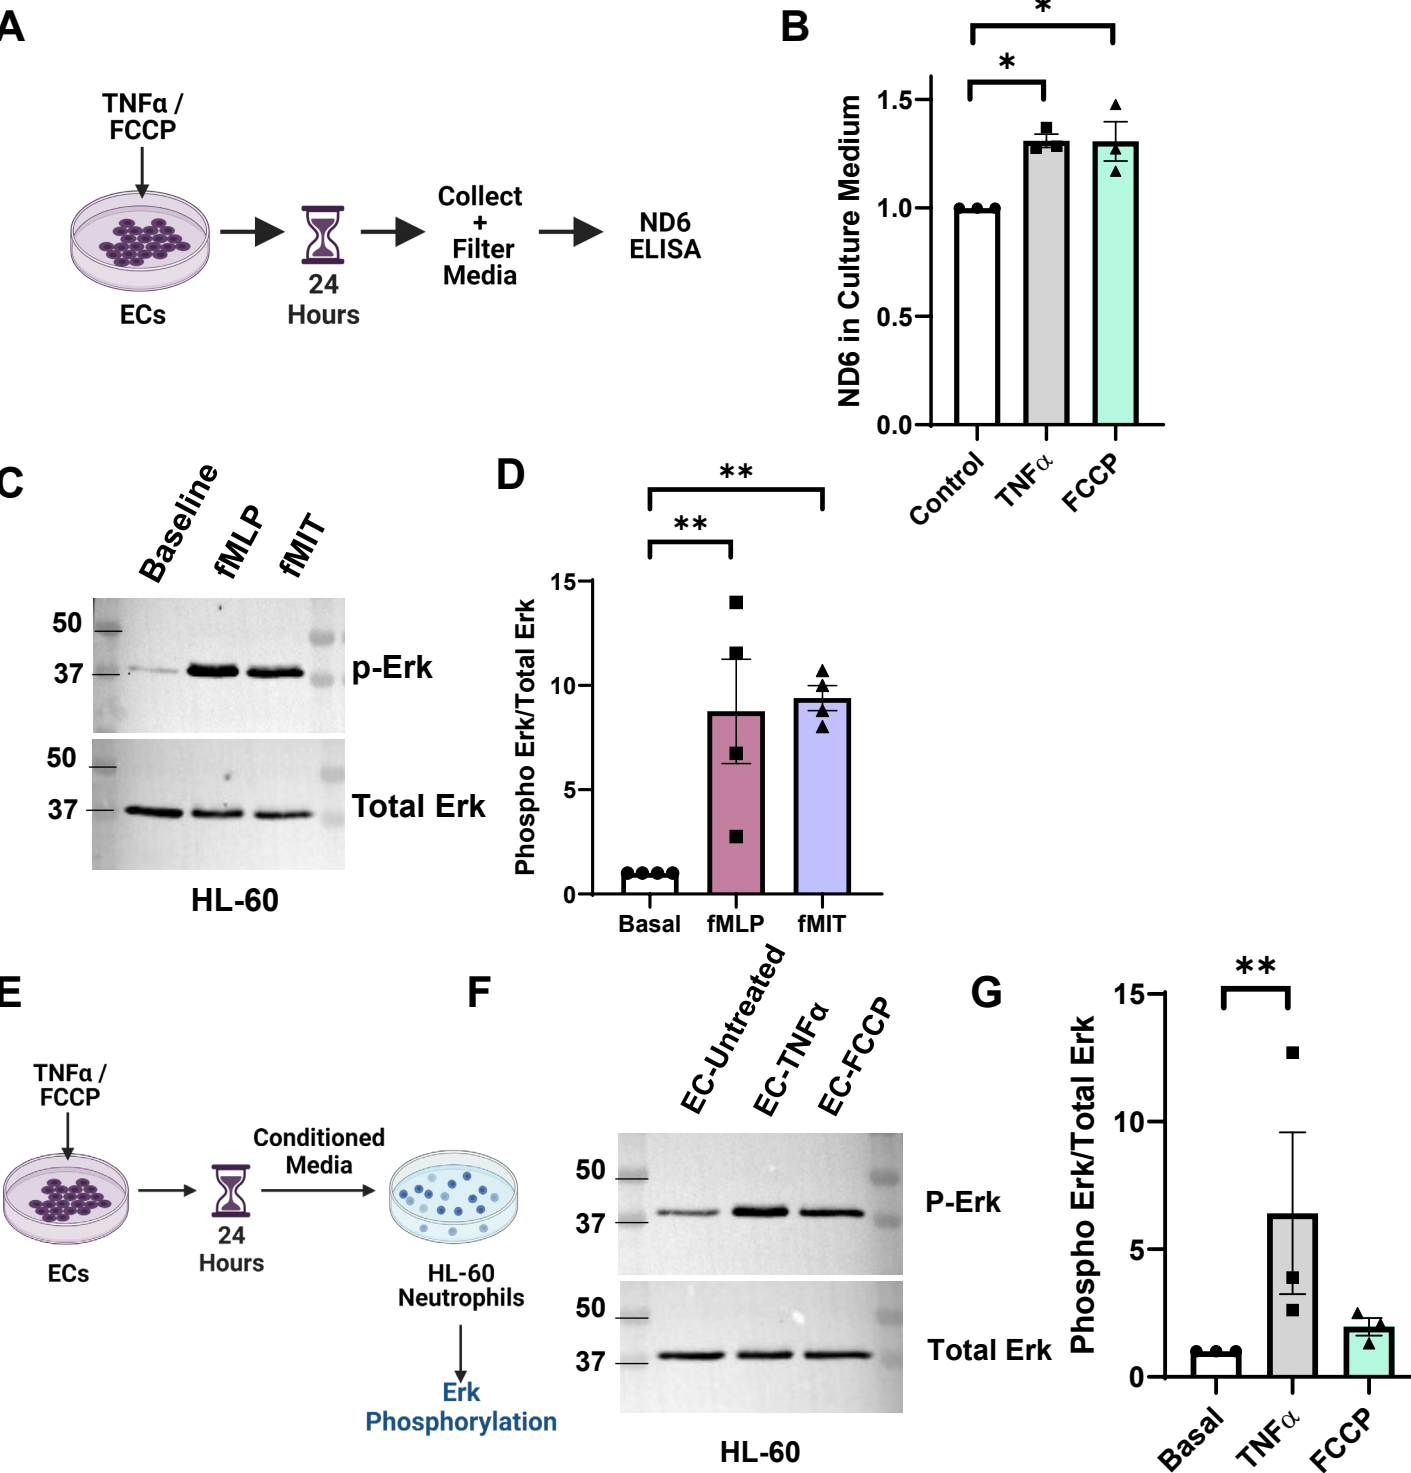 A
TNFα /
FCCP
ECs
24
Hours
Collect
+
Filter
Media
ND6
ELISA
B
*
*
ND6 in Culture Medium
1.5
1.0
0.5
0.0
Control
TNFα
FCCP
C
Baseline
fMLP
fMIT
50
37
p-Erk
50
37
Total Erk
HL-60
D
**
**
Phospho Erk/Total Erk
15
10
5
0
Basal
fMLP
fMIT
E
TNFα /
FCCP
ECs
24
Hours
Conditioned
Media
HL-60
Neutrophils
Erk
Phosphorylation
F
EC-Untreated
EC-TNFα
EC-FCCP
50
37
P-Erk
50
37
Total Erk
HL-60
G
**
Phospho Erk/Total Erk
15
10
5
0
Basal
TNFα
FCCP